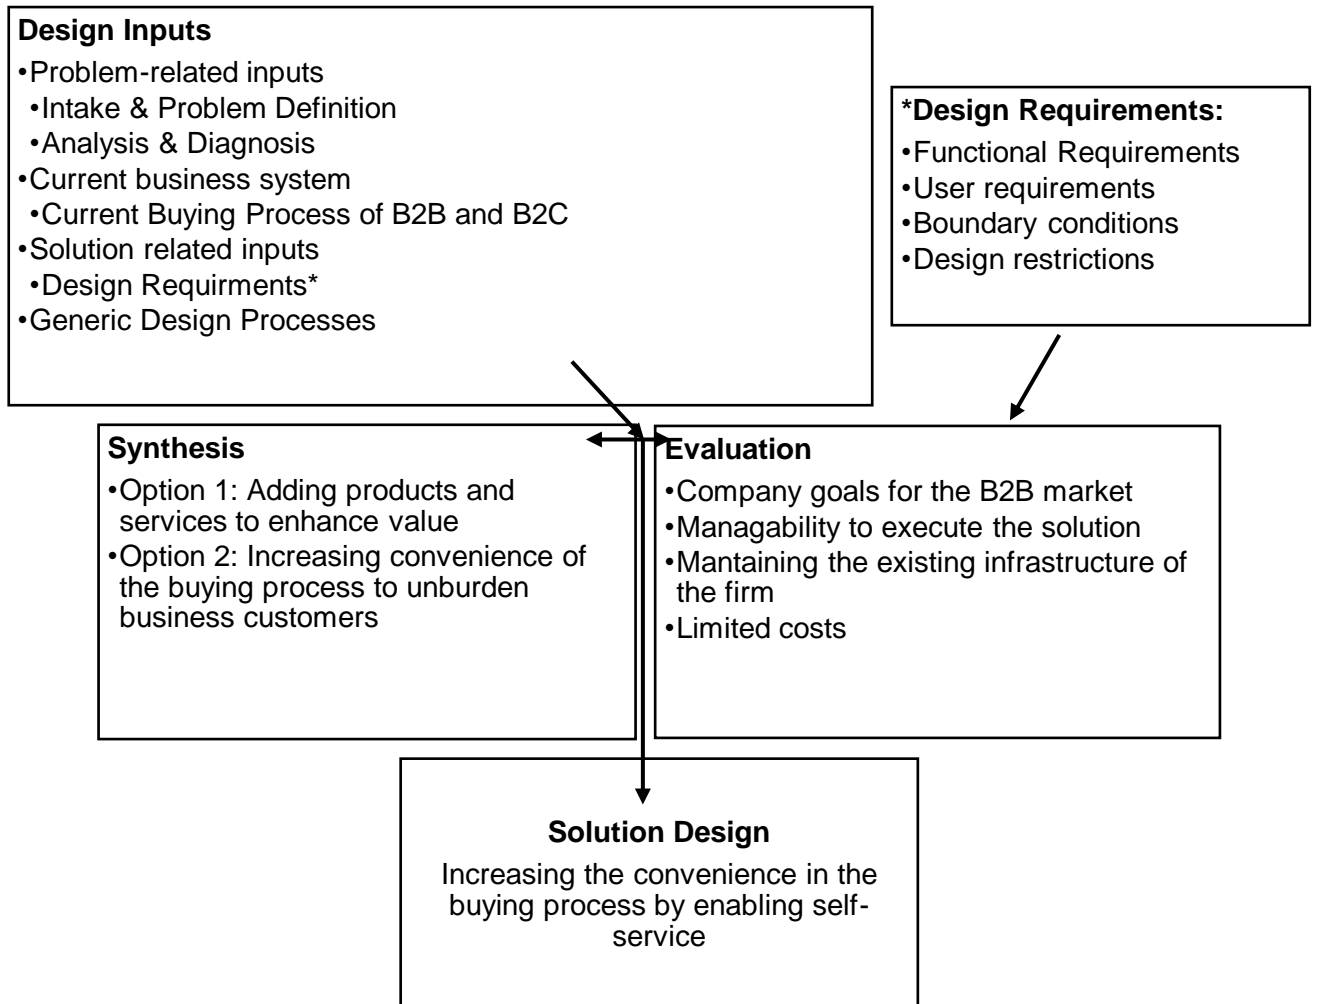 Design Inputs
•Problem-related inputs
•Intake & Problem Definition
•Analysis & Diagnosis
•Current business system
•Current Buying Process of B2B and B2C
•Solution related inputs
•Design Requirments*
•Generic Design Processes
*Design Requirements:
•Functional Requirements
•User requirements
•Boundary conditions
•Design restrictions
Synthesis
•Option 1: Adding products and
services to enhance value
•Option 2: Increasing convenience of
the buying process to unburden
business customers
Evaluation
•Company goals for the B2B market
•Managability to execute the solution
•Mantaining the existing infrastructure of
the firm
•Limited costs
Solution Design
Increasing the convenience in the
buying process by enabling self-
service